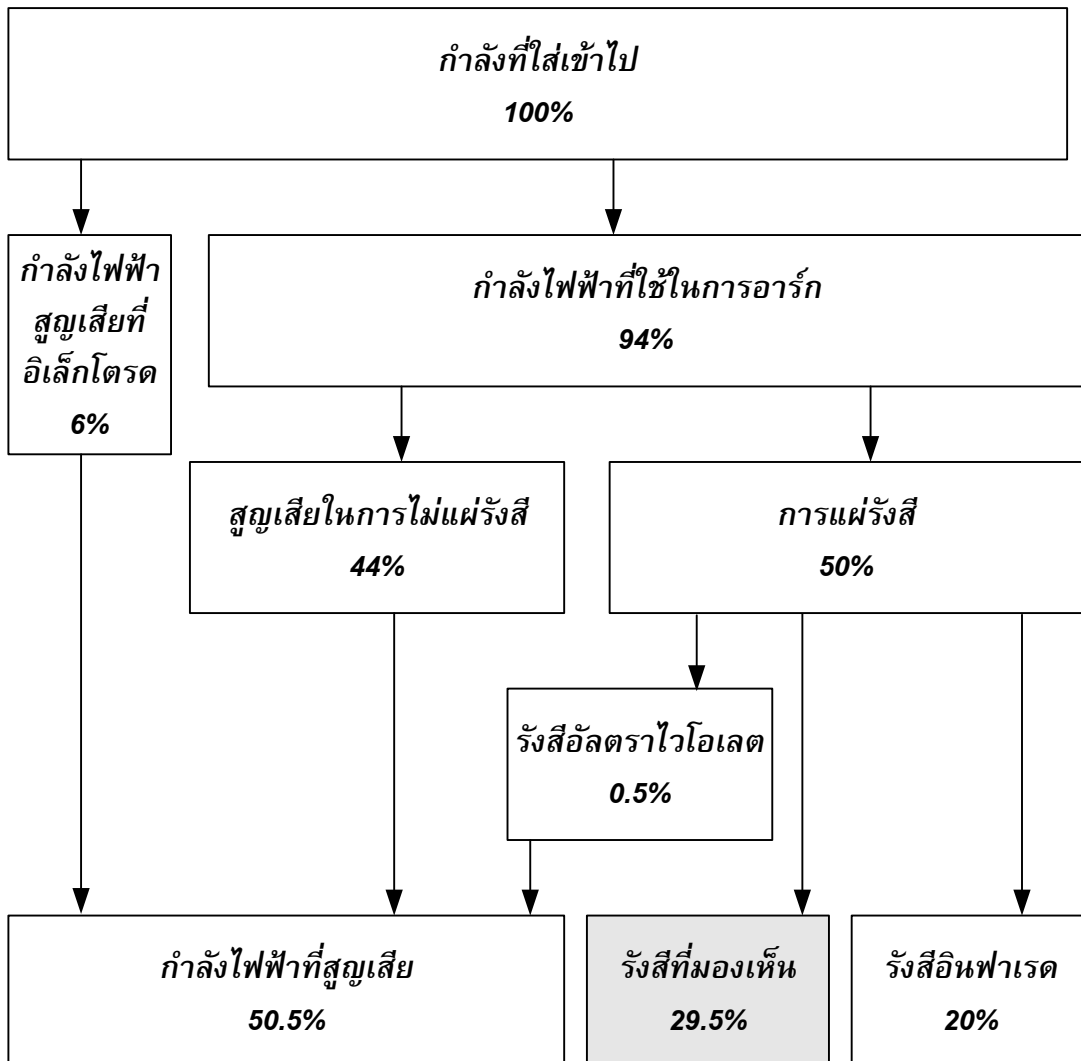 กำลังที่ใส่เข้าไป
100%
กำลังไฟฟ้า
สูญเสียที่
อิเล็กโตรด
6%
กำลังไฟฟ้าที่ใช้ในการอาร์ก
94%
สูญเสียในการไม่แผ่รังสี
44%
การแผ่รังสี
50%
รังสีอัลตราไวโอเลต
0.5%
กำลังไฟฟ้าที่สูญเสีย
50.5%
รังสีที่มองเห็น
29.5%
รังสีอินฟาเรด
20%